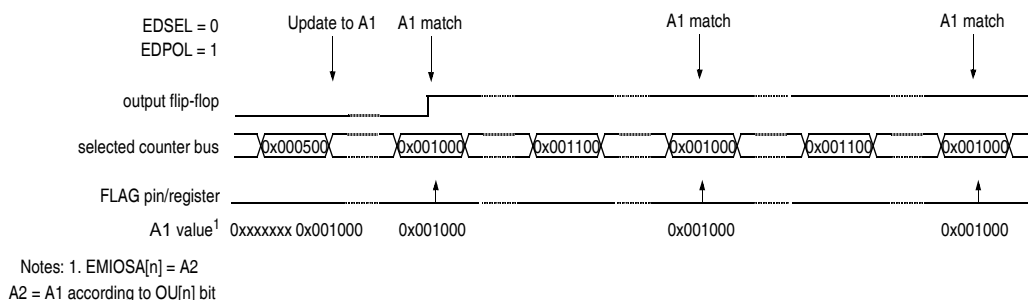 EDSEL = 0
EDPOL = 1
Update to A1 A1 match A1 match A1 match
output flip-flop
selected counter bus 0x000500 0x001000 0x001100 0x001000 0x001100 0x001000
FLAG pin/register
A1 value1 0xxxxxxx 0x001000 0x001000 0x001000 0x001000
Notes: 1. EMIOSA[n] = A2
A2 = A1 according to OU[n] bit